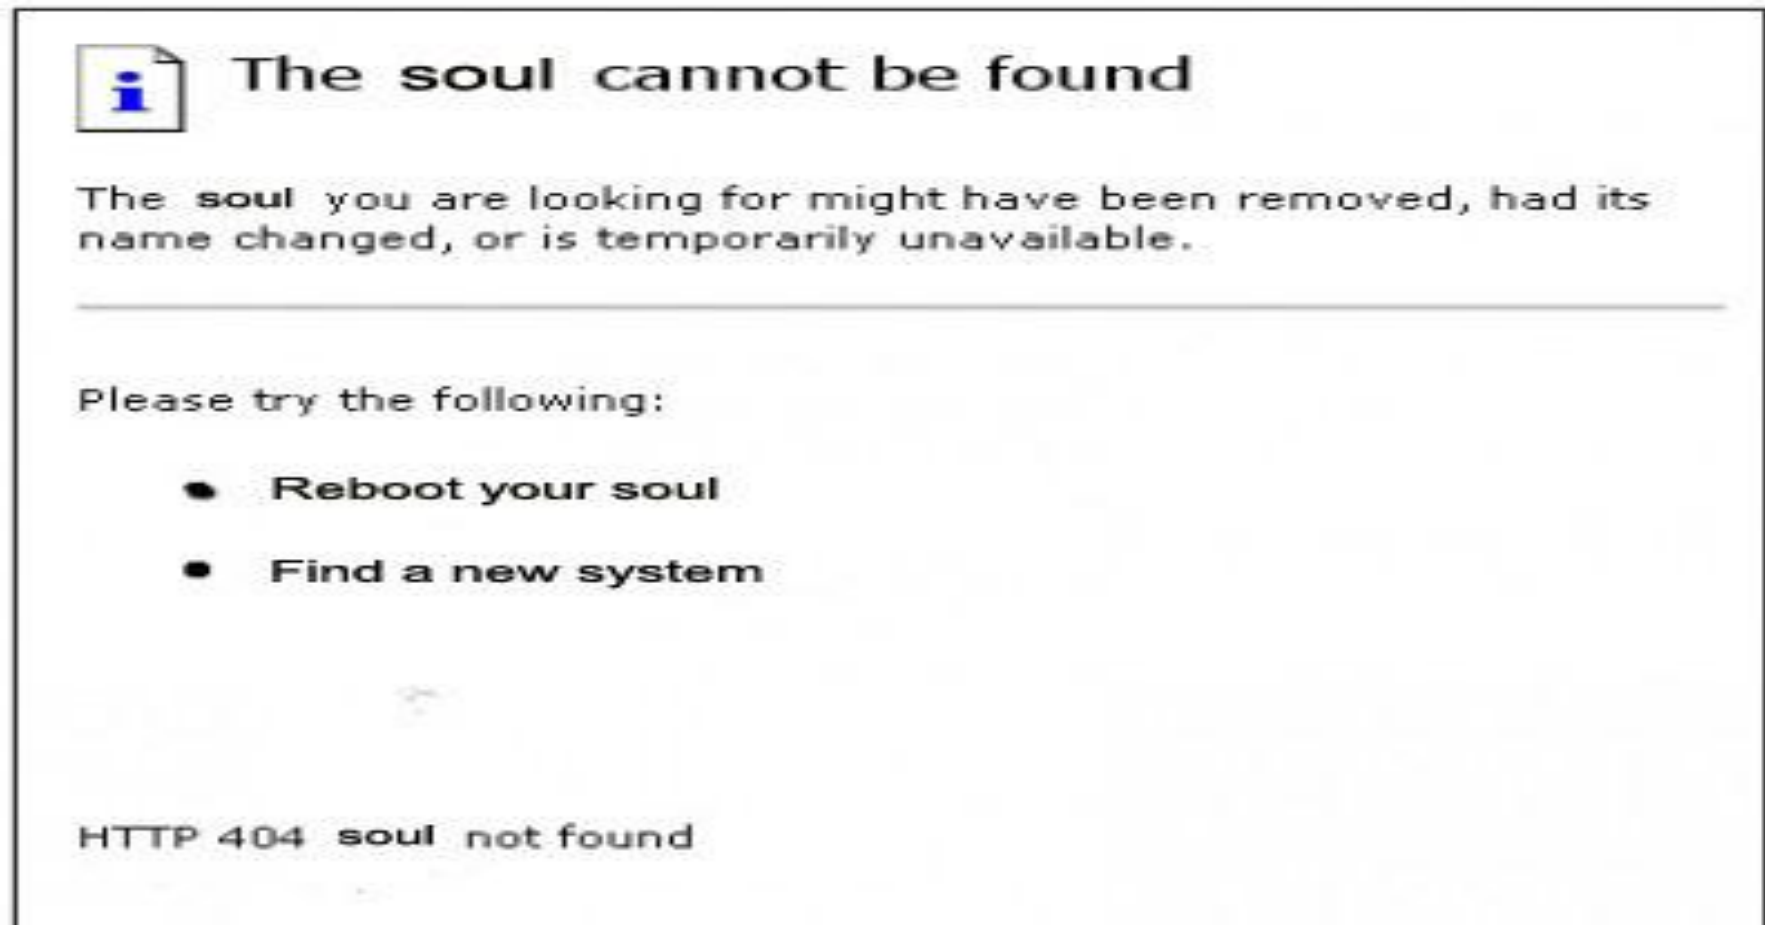 The soul cannot be found
The soul you are looking for might have been removed, had its
name changed, or is temporarily unavailable.
Please try the following:
• Reboot your soul
• Find a new system
HTTP 404 soul not found